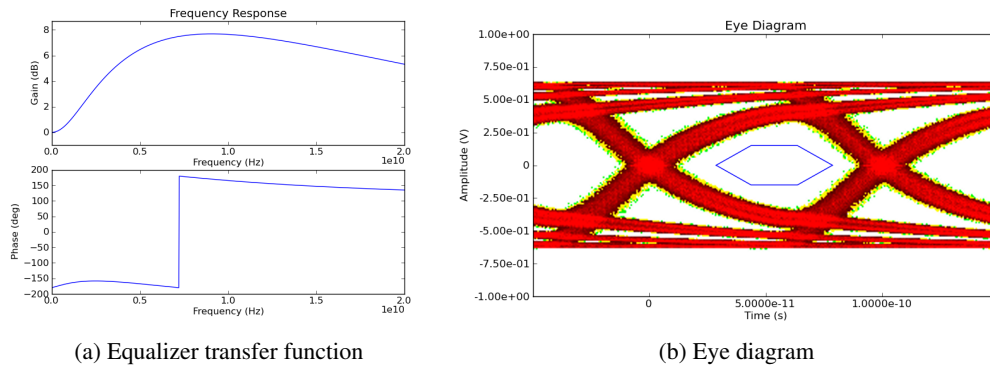 Frequency Response
Gain (dB)
8
6
4
2
0
0.0 0.5 1.0 1.5 2.0
Frequency (Hz) 1e10
Phase (deg)
200
150
100
50
0
−50
−100
−150
−200
0.0 0.5 1.0 1.5 2.0
Frequency (Hz) 1e10
(a) Equalizer transfer function
Eye Diagram
Amplitude (V)
1.00e+00
7.50e-01
5.00e-01
2.50e-01
0
-2.50e-01
-5.00e-01
-7.50e-01
-1.00e+00
0 5.0000e-11 1.0000e-10
Time (s)
(b) Eye diagram